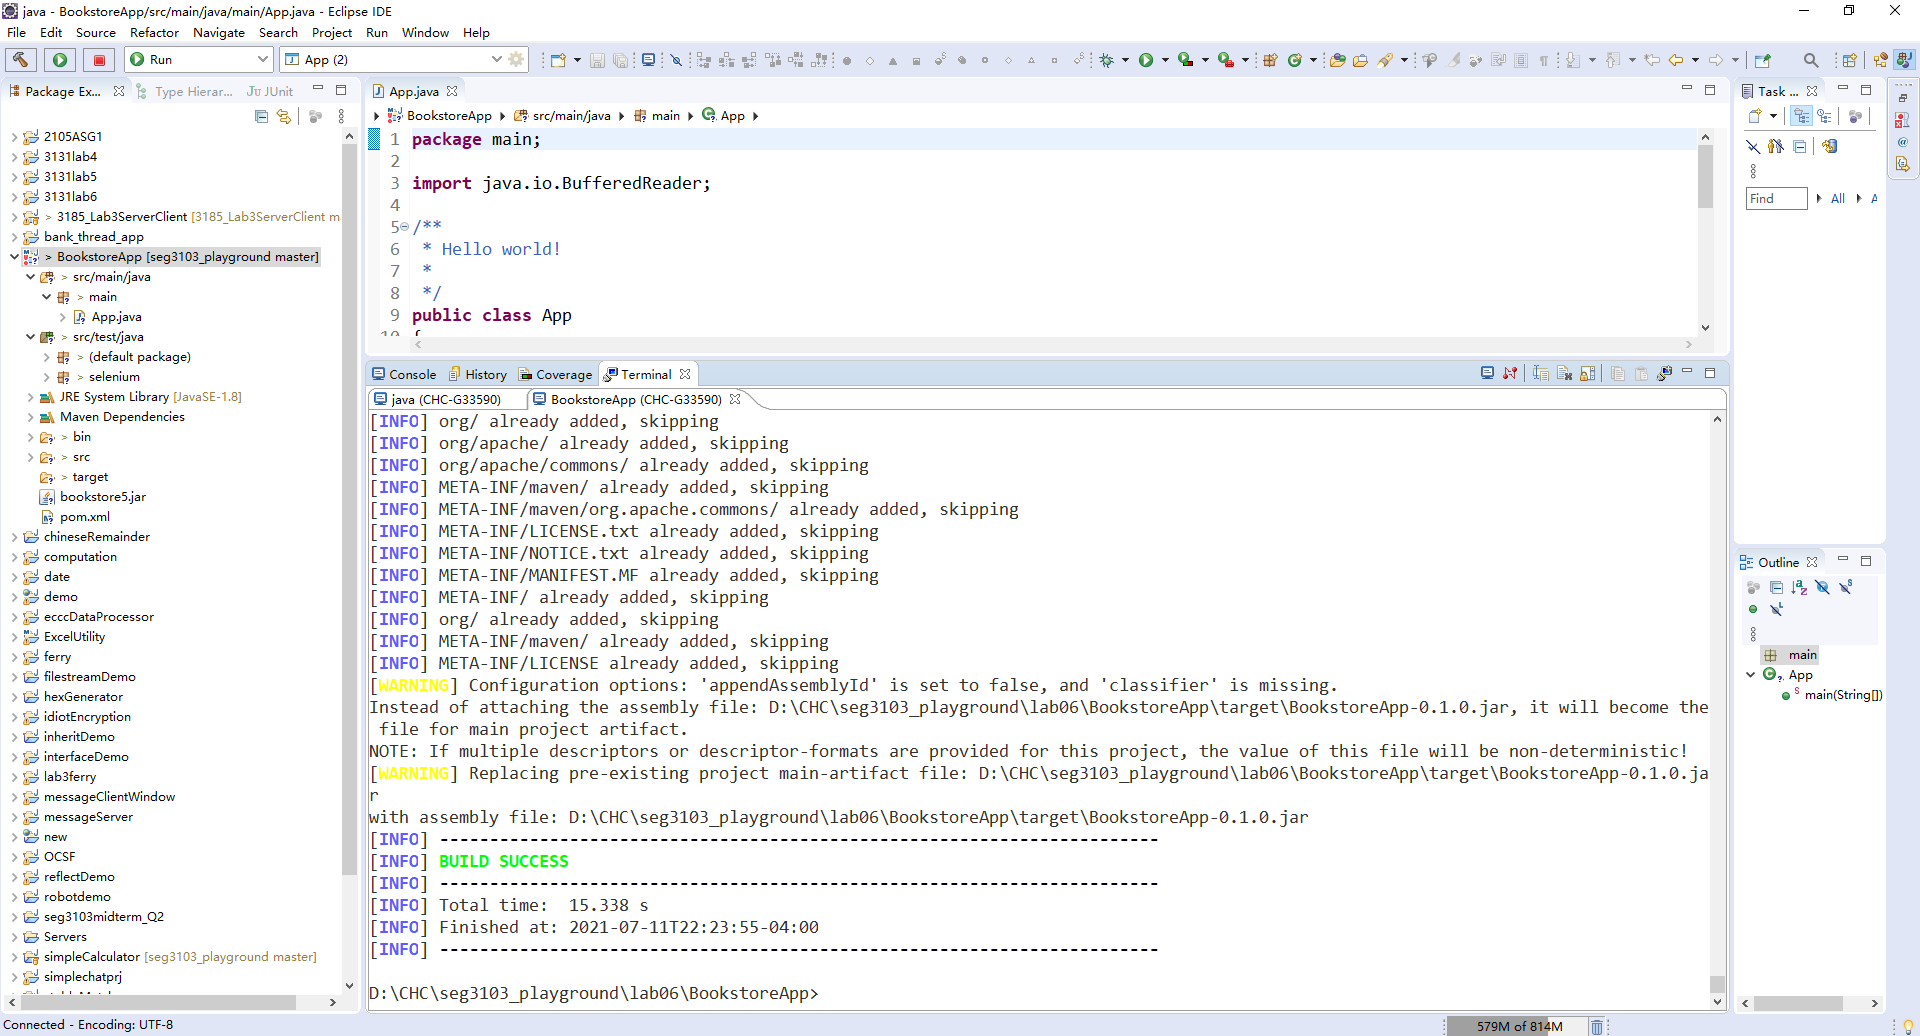 java - BookstoreApp/src/main/java/main/App.java - Eclipse IDE
File Edit Source Refactor Navigate Search Project Run Window Help
Run App (2)
Package Ex... Type Hierar... JUnit
2105ASG1
3131lab4
3131lab5
3131lab6
> 3185_Lab3ServerClient [3185_Lab3ServerClient m
bank_thread_app
> BookstoreApp [seg3103_playground master]
> src/main/java
> main
App.java
> src/test/java
> (default package)
> selenium
JRE System Library [JavaSE-1.8]
Maven Dependencies
> bin
> src
> target
bookstore5.jar
pom.xml
chineseRemainder
computation
date
demo
ecccDataProcessor
ExcelUtility
ferry
filestreamDemo
hexGenerator
idiotEncryption
inheritDemo
interfaceDemo
lab3ferry
messageClientWindow
messageServer
new
OCSF
reflectDemo
robotdemo
seg3103midterm_Q2
Servers
simpleCalculator [seg3103_playground master]
simplechatprj
App.java
BookstoreApp src/main/java main App
1 package main;
2
3 import java.io.BufferedReader;
4
5 /**
6 * Hello world!
7 *
8 */
9 public class App
10 {
Console History Coverage Terminal
java (CHC-G33590) BookstoreApp (CHC-G33590)
[INFO] org/ already added, skipping
[INFO] org/apache/ already added, skipping
[INFO] org/apache/commons/ already added, skipping
[INFO] META-INF/maven/ already added, skipping
[INFO] META-INF/maven/org.apache.commons/ already added, skipping
[INFO] META-INF/LICENSE.txt already added, skipping
[INFO] META-INF/NOTICE.txt already added, skipping
[INFO] META-INF/MANIFEST.MF already added, skipping
[INFO] META-INF/ already added, skipping
[INFO] org/ already added, skipping
[INFO] META-INF/maven/ already added, skipping
[INFO] META-INF/LICENSE already added, skipping
[WARNING] Configuration options: 'appendAssemblyId' is set to false, and 'classifier' is missing.
Instead of attaching the assembly file: D:\CHC\seg3103_playground\lab06\BookstoreApp\target\BookstoreApp-0.1.0.jar, it will become the
file for main project artifact.
NOTE: If multiple descriptors or descriptor-formats are provided for this project, the value of this file will be non-deterministic!
[WARNING] Replacing pre-existing project main-artifact file: D:\CHC\seg3103_playground\lab06\BookstoreApp\target\BookstoreApp-0.1.0.ja
r
with assembly file: D:\CHC\seg3103_playground\lab06\BookstoreApp\target\BookstoreApp-0.1.0.jar
[INFO] ------------------------------------------------------------------------
[INFO] BUILD SUCCESS
[INFO] ------------------------------------------------------------------------
[INFO] Total time:  15.338 s
[INFO] Finished at: 2021-07-11T22:23:55-04:00
[INFO] ------------------------------------------------------------------------
D:\CHC\seg3103_playground\lab06\BookstoreApp>
Task ...
Find All A
Outline
main
App
main(String[])
Connected - Encoding: UTF-8
579M of 814M